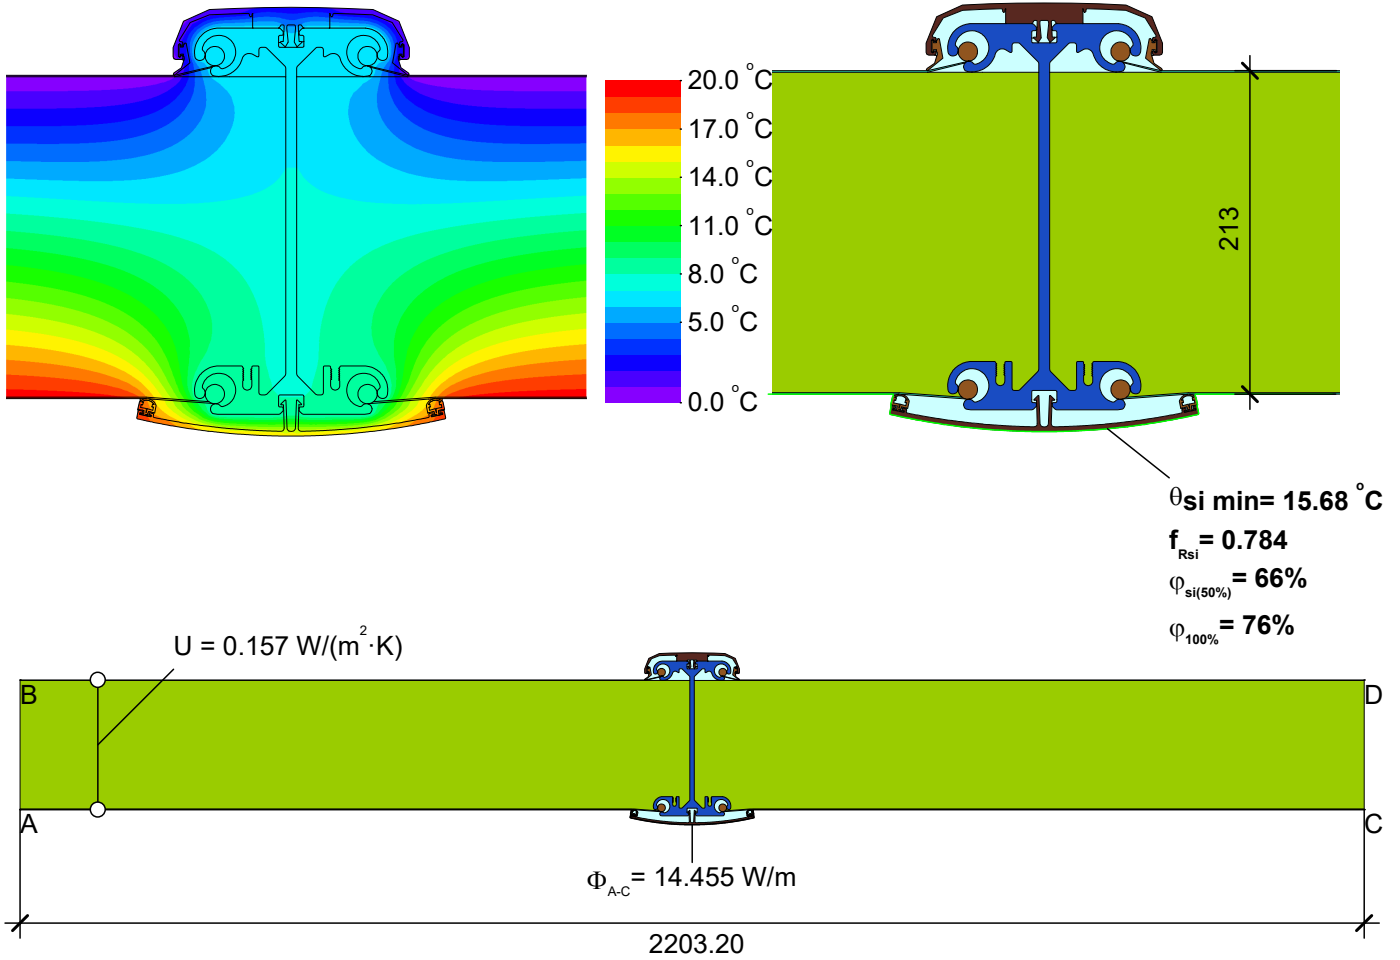 20.0 °C
17.0 °C
14.0 °C
11.0 °C
8.0 °C
5.0 °C
0.0 °C
213
θsi min= 15.68 °C
fRsi= 0.784
φsi(50%)= 66%
φ100%= 76%
U = 0.157 W/(m²·K)
B
D
A
C
ΦA-C= 14.455 W/m
2203.20